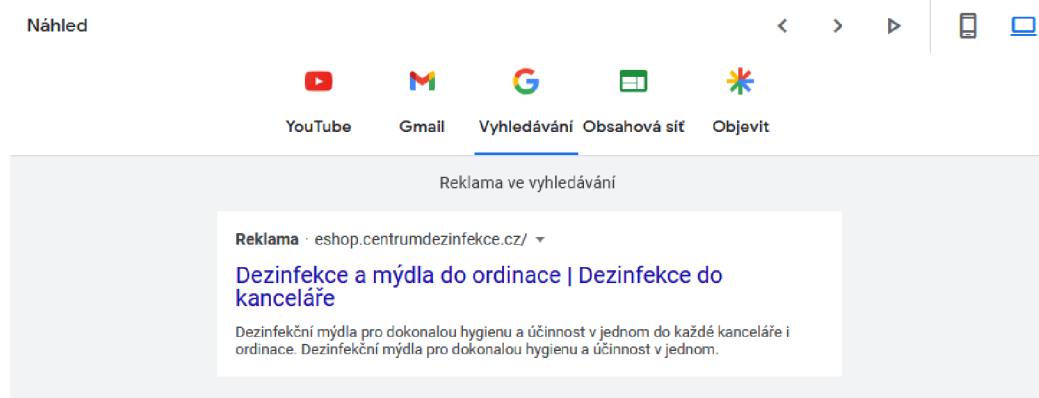 Náhled
YouTube Gmail Vyhledávání Obsahová síť Objevit
Reklama ve vyhledávání
Reklama · eshop.centrumdezinfekce.cz/
Dezinfekce a mýdla do ordinace | Dezinfekce do
kanceláře
Dezinfekční mýdla pro dokonalou hygienu a účinnost v jednom do každé kanceláře i
ordinace. Dezinfekční mýdla pro dokonalou hygienu a účinnost v jednom.